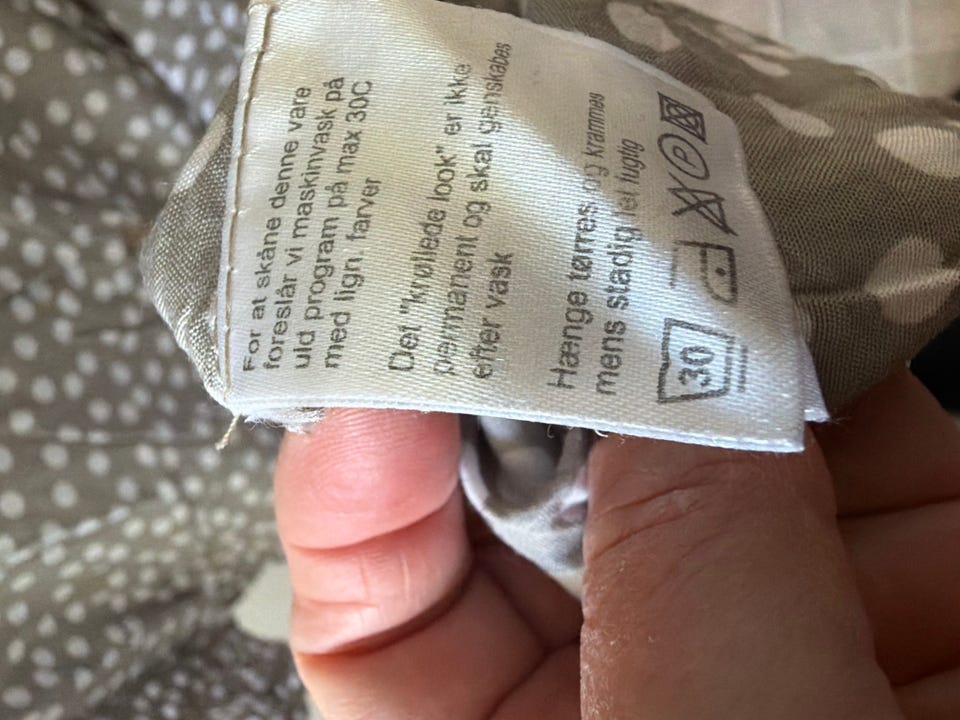 For at skåne denne vare
foreslår vi maskinvask på
uld program på max 30C
med lign. farver
Det "krøllede look" er ikke
permanent og skal genskabes
efter vask
Hænge tørres og krammes
mens stadig let fugtig
30 P